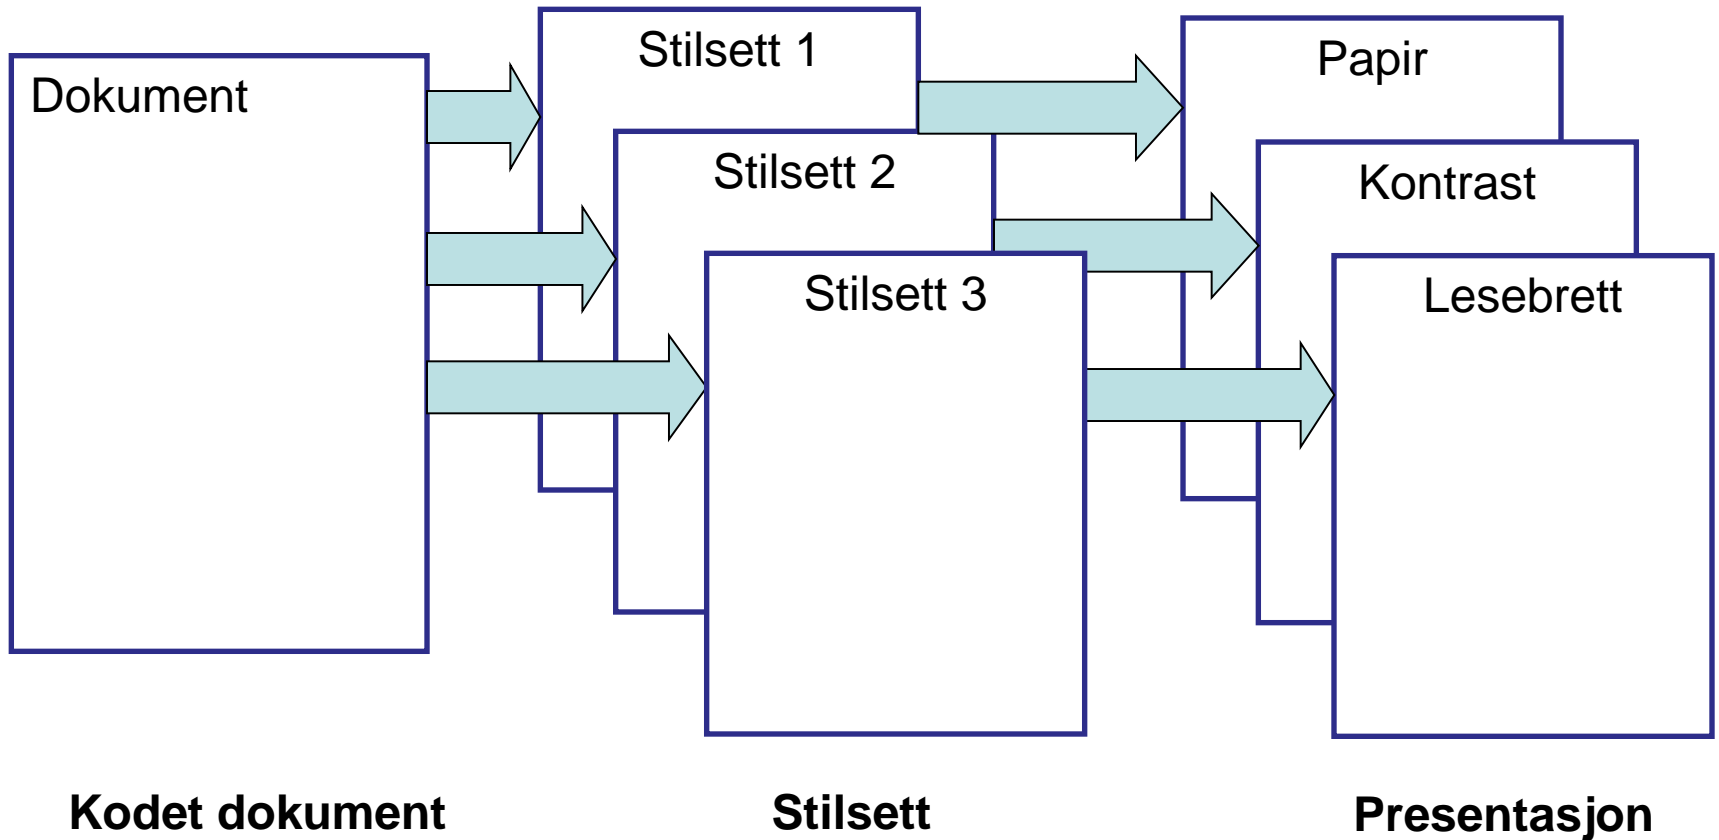 Dokument
Stilsett 1
Stilsett 2
Stilsett 3
Papir
Kontrast
Lesebrett
Kodet dokument
Stilsett
Presentasjon